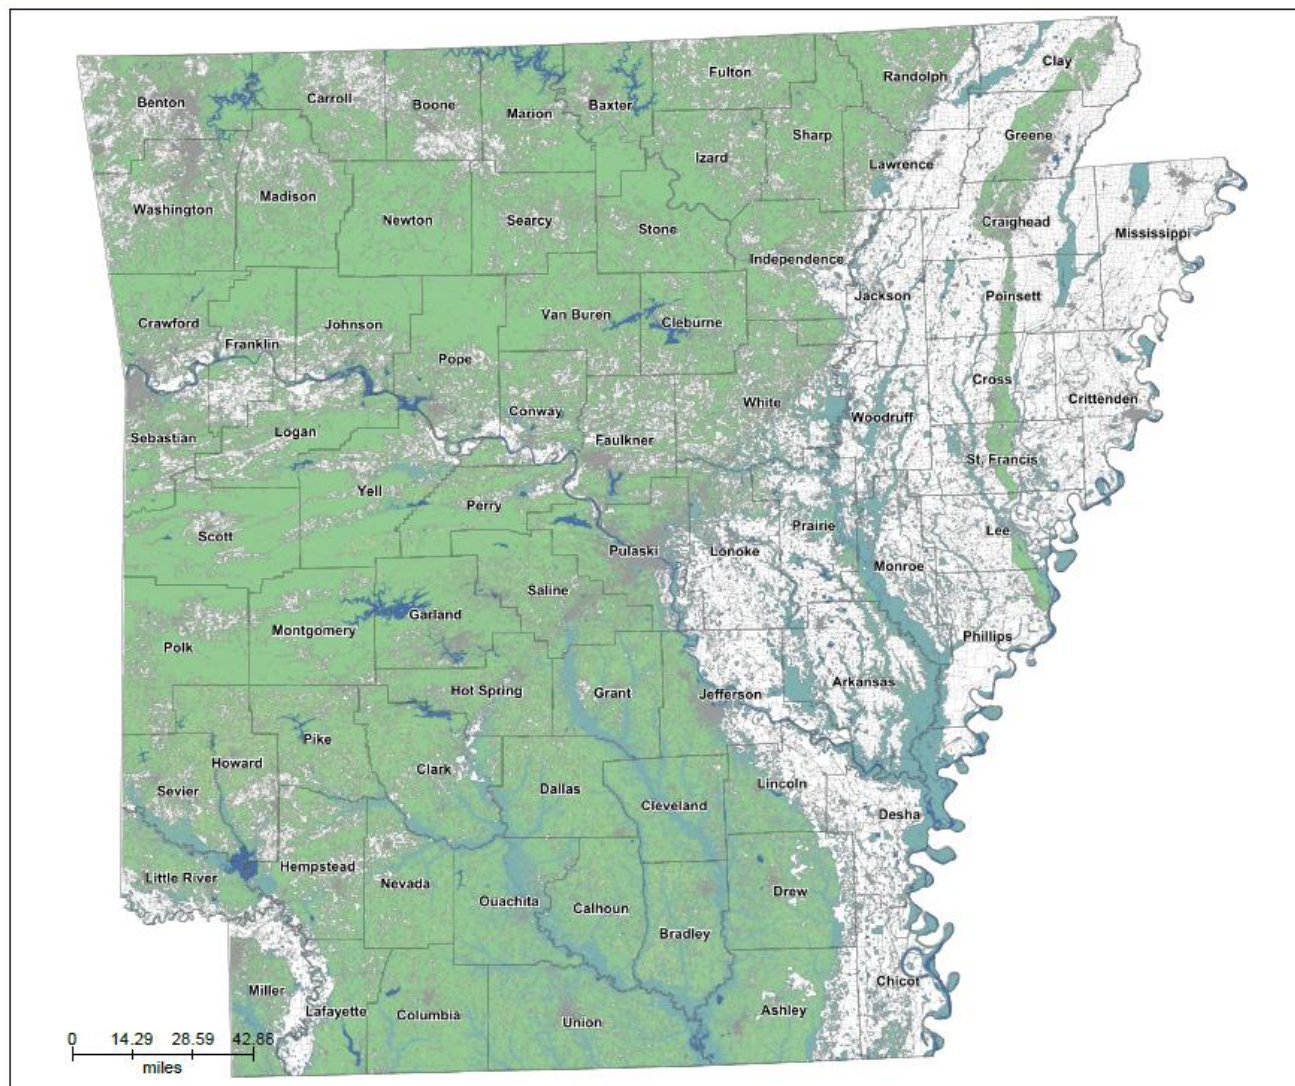 Clay
Fulton
Randolph
Benton
Carroll
Boone
Marion
Baxter
Sharp
Greene
Izard
Lawrence
Madison
Washington
Newton
Searcy
Stone
Craighead
Mississippi
Independence
Jackson
Poinsett
Van Buren
Cleburne
Crawford
Johnson
Franklin
Pope
Cross
Crittenden
Conway
White
Woodruff
Sebastian
Logan
Faulkner
St. Francis
Yell
Perry
Prairie
Scott
Lee
Pulaski
Lonoke
Monroe
Saline
Garland
Montgomery
Polk
Phillips
Arkansas
Hot Spring
Grant
Jefferson
Pike
Howard
Clark
Sevier
Dallas
Lincoln
Cleveland
Desha
Hempstead
Little River
Nevada
Drew
Ouachita
Calhoun
Bradley
Chicot
Miller
Lafayette
Columbia
Union
Ashley
0 14.29 28.59 42.88
miles